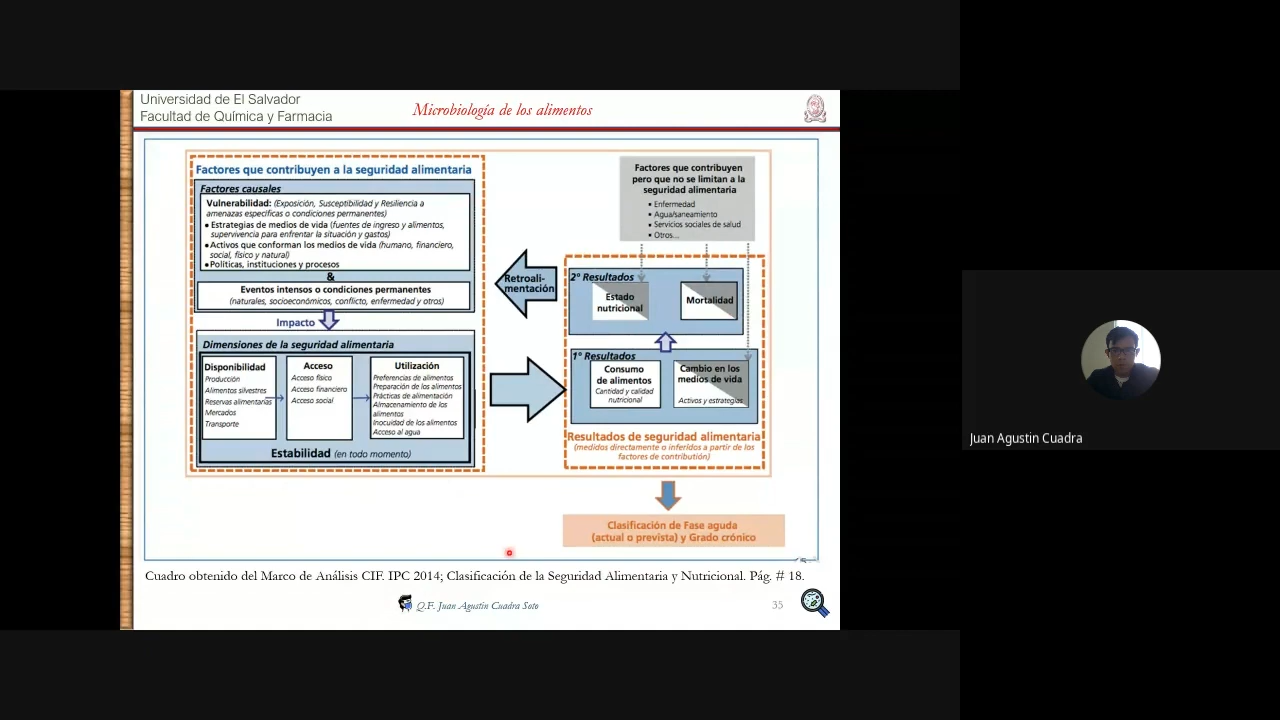 Universidad de El Salvador
Facultad de Química y Farmacia
Microbiología de los alimentos
Factores que contribuyen a la seguridad alimentaria
Factores causales
Vulnerabilidad: (Exposición, Susceptibilidad y Resiliencia a
amenazas específicas o condiciones permanentes)
• Estrategias de medios de vida (fuentes de ingreso y alimentos,
supervivencia para enfrentar la situación y gastos)
• Activos que conforman los medios de vida (humano, financiero,
social, físico y natural)
• Políticas, instituciones y procesos
&
Eventos intensos o condiciones permanentes
(naturales, socioeconómicos, conflicto, enfermedad y otros)
Impacto
Dimensiones de la seguridad alimentaria
Disponibilidad
Producción
Alimentos silvestres
Reservas alimentarias
Mercados
Transporte
Acceso
Acceso físico
Acceso financiero
Acceso social
Utilización
Preferencias de alimentos
Preparación de los alimentos
Prácticas de alimentación
Almacenamiento de los
alimentos
Inocuidad de los alimentos
Acceso al agua
Estabilidad (en todo momento)
Retroali-
mentación
Factores que contribuyen
pero que no se limitan a la
seguridad alimentaria
• Enfermedad
• Agua/saneamiento
• Servicios sociales de salud
• Otros...
2° Resultados
Estado
nutricional
Mortalidad
1° Resultados
Consumo
de alimentos
Cantidad y calidad
nutricional
Cambio en los
medios de vida
Activos y estrategias
Resultados de seguridad alimentaria
(medidos directamente o inferidos a partir de los
factores de contribución)
Clasificación de Fase aguda
(actual o prevista) y Grado crónico
Cuadro obtenido del Marco de Análisis CIF. IPC 2014; Clasificación de la Seguridad Alimentaria y Nutricional. Pág. # 18.
Q.F. Juan Agustín Cuadra Soto
35
Juan Agustin Cuadra